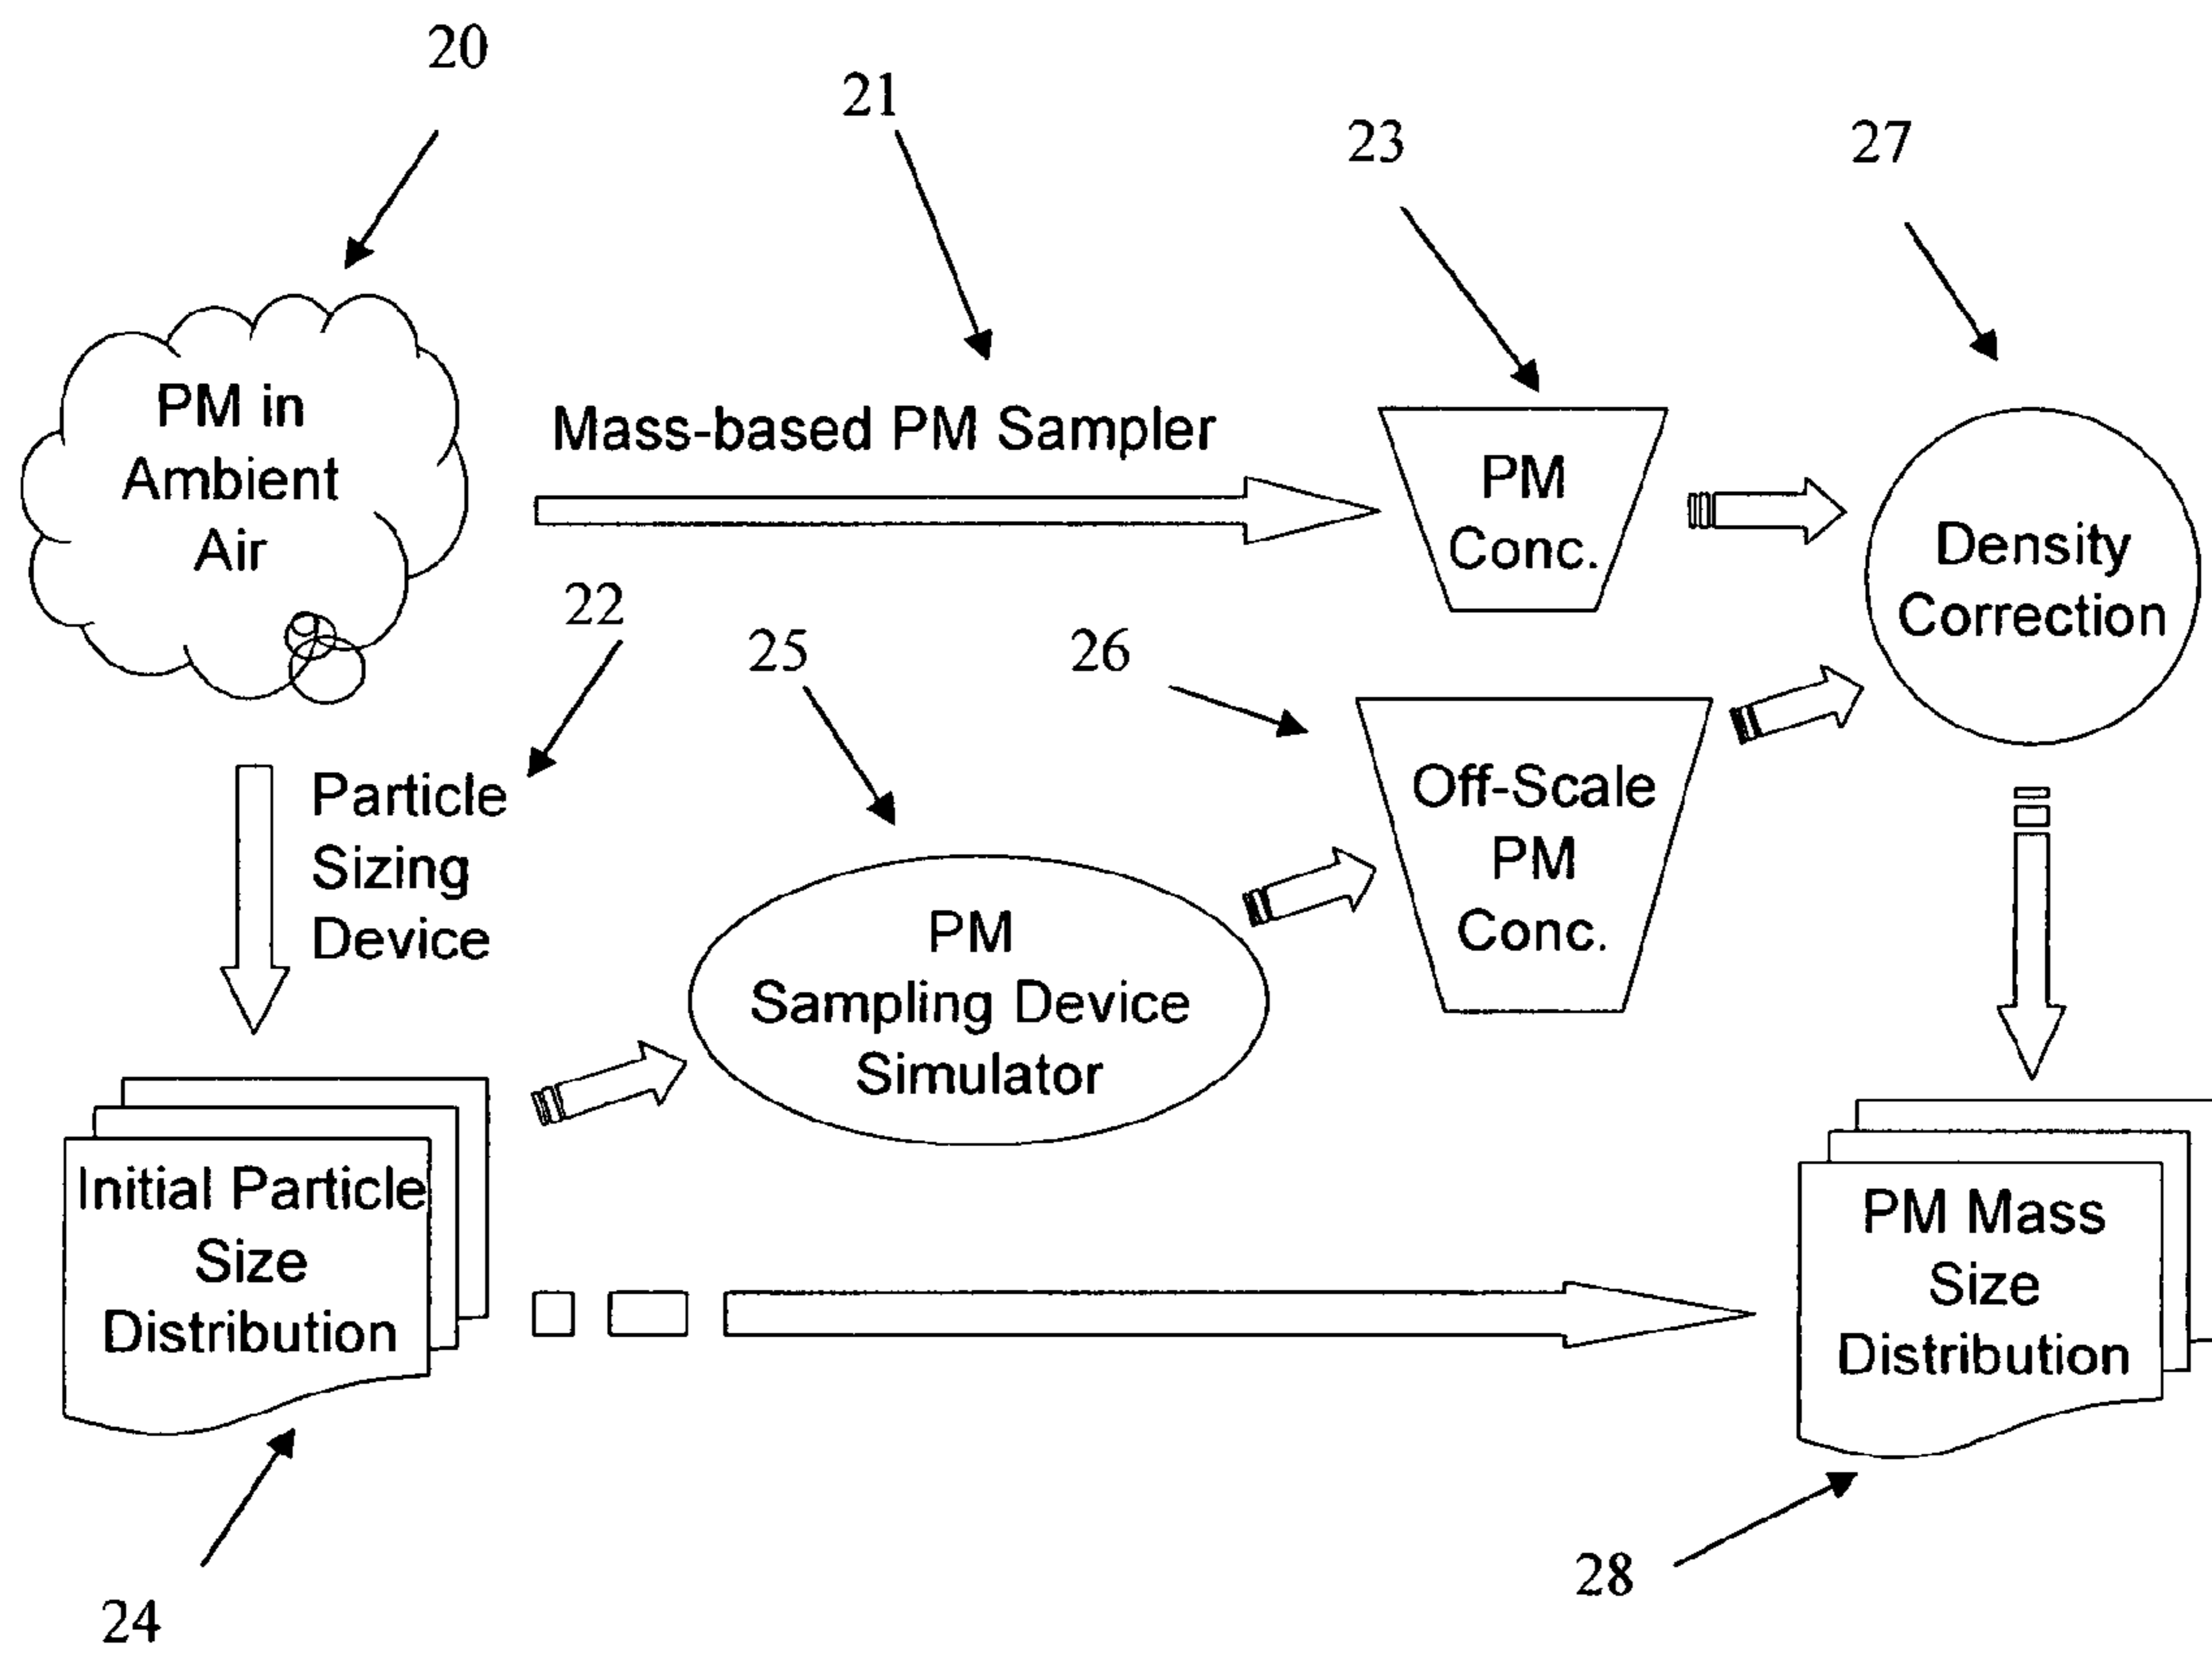 20
21
23
27
PM in
Ambient
Air
Mass-based PM Sampler
PM
Conc.
Density
Correction
22
25
26
Particle
Sizing
Device
Off-Scale
PM
Conc.
PM
Sampling Device
Simulator
Initial Particle
Size
Distribution
PM Mass
Size
Distribution
24
28